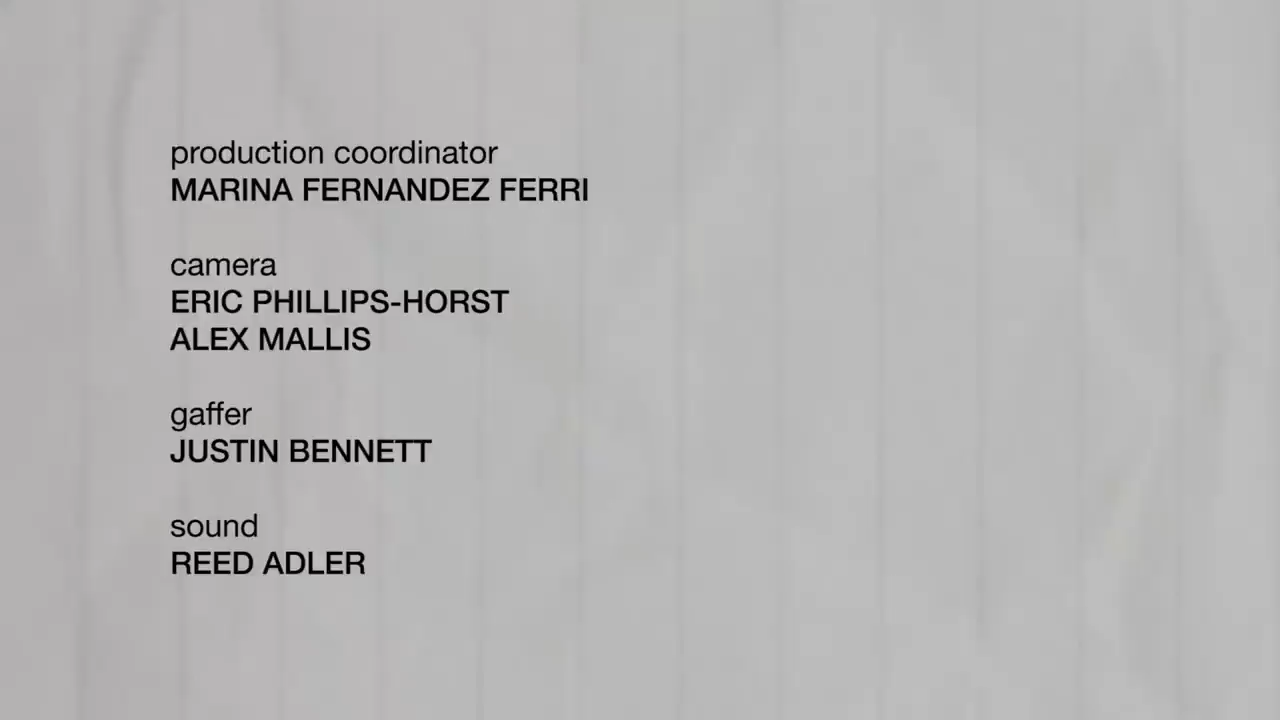 production coordinator
MARINA FERNANDEZ FERRI
camera
ERIC PHILLIPS-HORST
ALEX MALLIS
gaffer
JUSTIN BENNETT
sound
REED ADLER